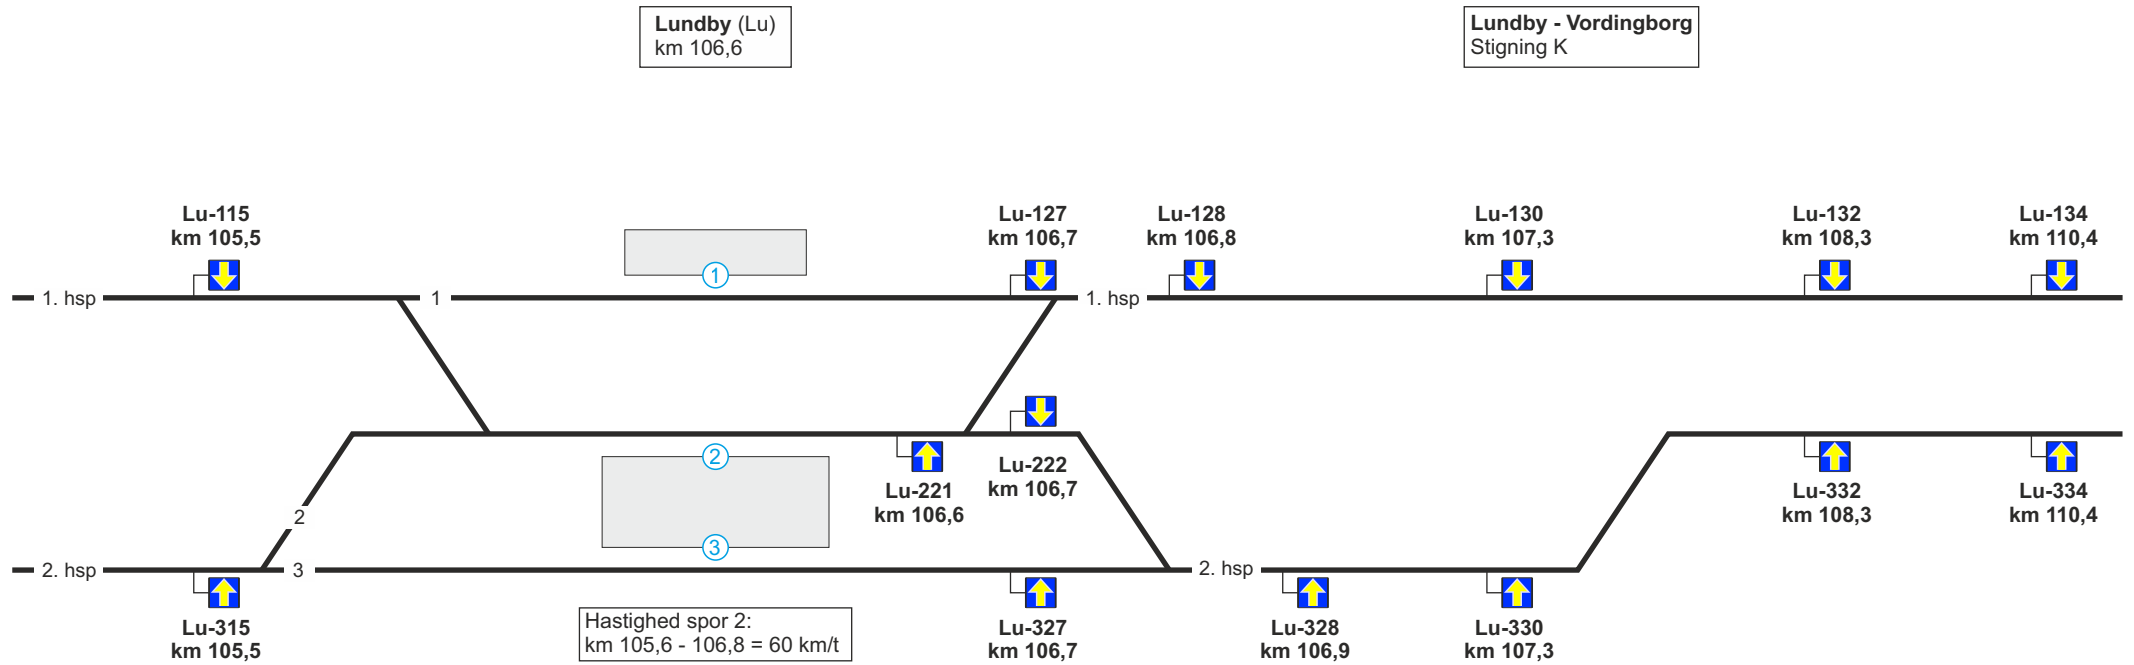 Lundby (Lu)
km 106,6
Lundby - Vordingborg
Stigning K
Lu-115
km 105,5
Lu-127
km 106,7
Lu-128
km 106,8
Lu-130
km 107,3
Lu-132
km 108,3
Lu-134
km 110,4
1. hsp
1
1
1. hsp
2
2
Lu-221
km 106,6
Lu-222
km 106,7
Lu-332
km 108,3
Lu-334
km 110,4
2. hsp
3
3
2. hsp
Lu-315
km 105,5
Hastighed spor 2:
km 105,6 - 106,8 = 60 km/t
Lu-327
km 106,7
Lu-328
km 106,9
Lu-330
km 107,3